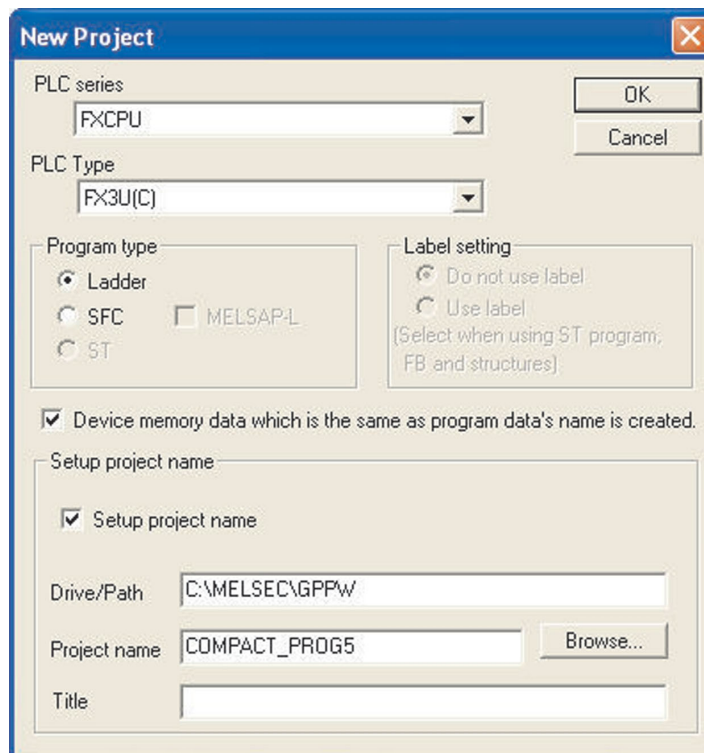 New Project
PLC series
FXCPU
OK
Cancel
PLC Type
FX3U(C)
Program type
Ladder
SFC
MELSAP-L
ST
Label setting
Do not use label
Use label
(Select when using ST program,
FB and structures)
Device memory data which is the same as program data's name is created.
Setup project name
Setup project name
Drive/Path
C:\MELSEC\GPPW
Project name
COMPACT_PROG5
Browse...
Title